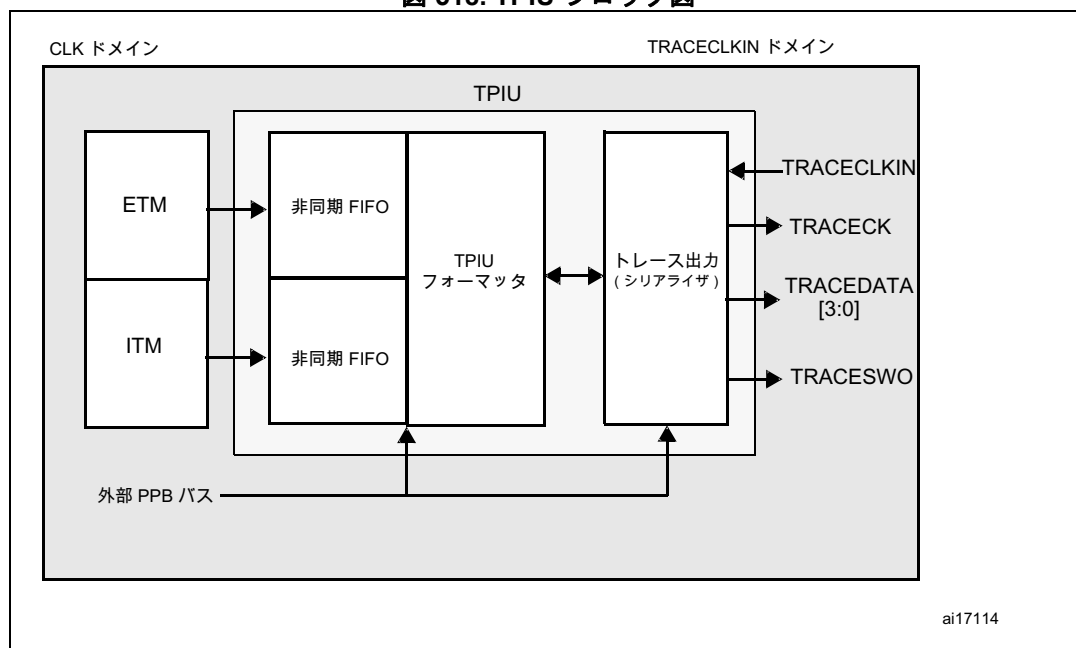 CLK ドメイン
TRACECLKIN ドメイン
TPIU
ETM
非同期 FIFO
TPIU
フォーマッタ
トレース出力
( シリアライザ )
TRACECLKIN
TRACECK
TRACEDATA
[3:0]
ITM
非同期 FIFO
TRACESWO
外部 PPB バス
ai17114